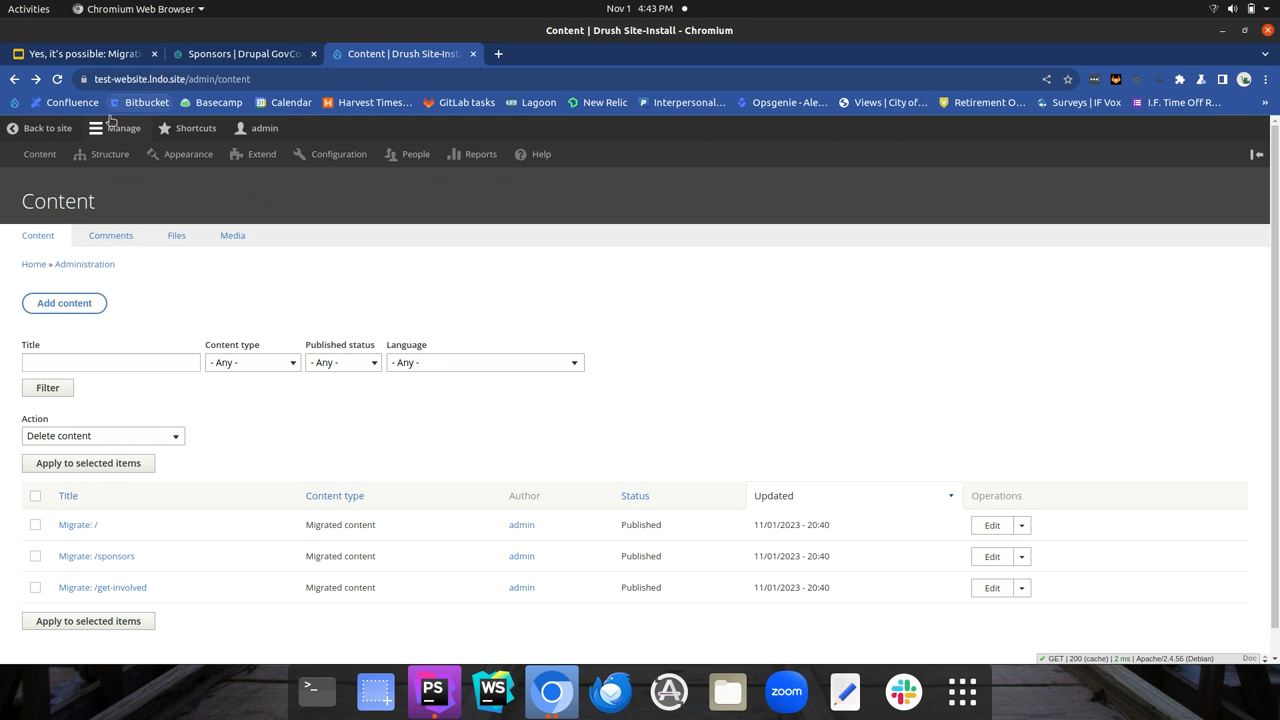 Activities Chromium Web Browser Nov 1 4:43 PM
Content | Drush Site-Install - Chromium
Yes, it's possible: Migrati Sponsors | Drupal GovCo Content | Drush Site-Inst
test-website.lndo.site/admin/content
Confluence Bitbucket Basecamp Calendar Harvest Times... GitLab tasks Lagoon New Relic Interpersonal... Opsgenie - Ale... Views | City of... Retirement O... Surveys | IF Vox I.F. Time Off R... »
Back to site Manage Shortcuts admin
Content Structure Appearance Extend Configuration People Reports Help
Content
Content Comments Files Media
Home » Administration
Add content
Title Content type Published status Language
- Any - - Any - - Any -
Filter
Action
Delete content
Apply to selected items
Title Content type Author Status Updated Operations
Migrate: / Migrated content admin Published 11/01/2023 - 20:40 Edit
Migrate: /sponsors Migrated content admin Published 11/01/2023 - 20:40 Edit
Migrate: /get-involved Migrated content admin Published 11/01/2023 - 20:40 Edit
Apply to selected items
✓ GET | 200 (cache) | 2 ms | Apache/2.4.56 (Debian) Doc
>_ PS WS zoom